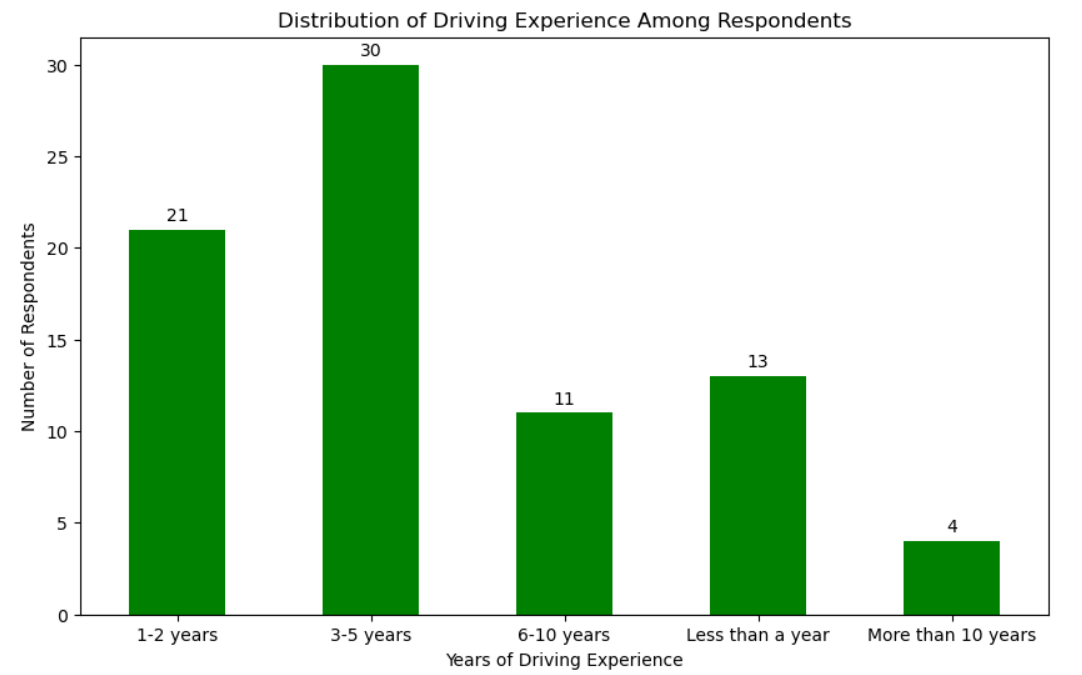 Distribution of Driving Experience Among Respondents
Number of Respondents
30
25
20
15
10
5
0
21
30
11
13
4
1-2 years
3-5 years
6-10 years
Less than a year
More than 10 years
Years of Driving Experience